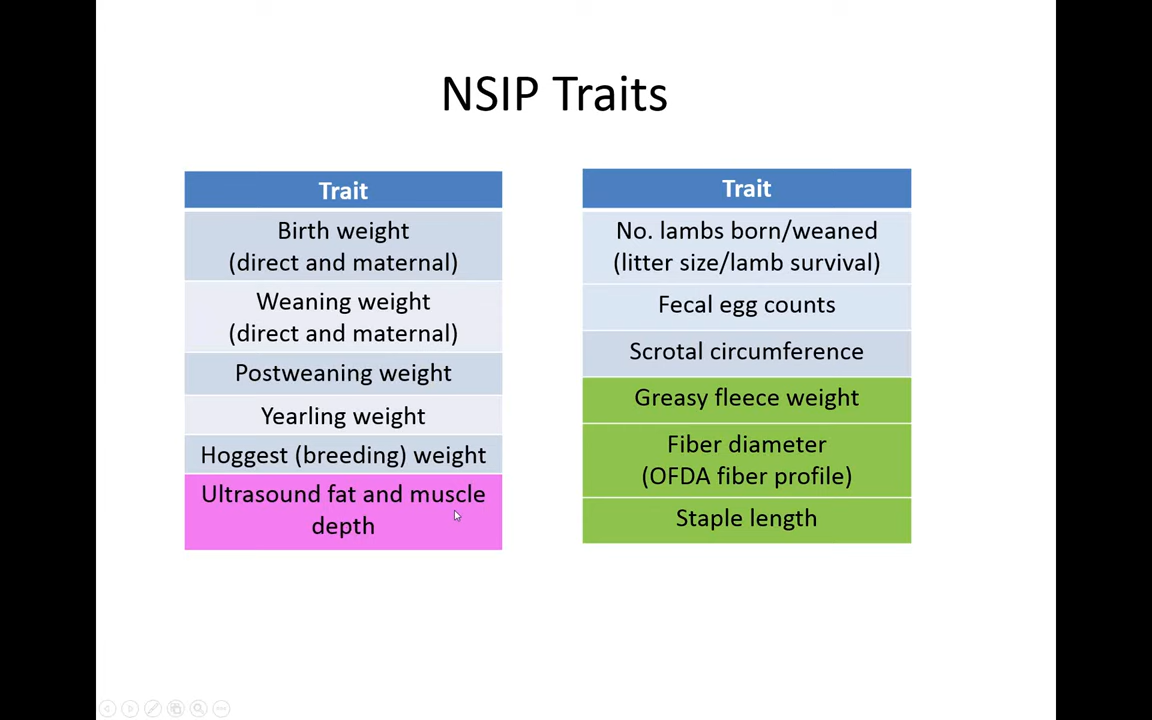 NSIP Traits
Trait
Birth weight
(direct and maternal)
Weaning weight
(direct and maternal)
Postweaning weight
Yearling weight
Hoggest (breeding) weight
Ultrasound fat and muscle
depth
Trait
No. lambs born/weaned
(litter size/lamb survival)
Fecal egg counts
Scrotal circumference
Greasy fleece weight
Fiber diameter
(OFDA fiber profile)
Staple length